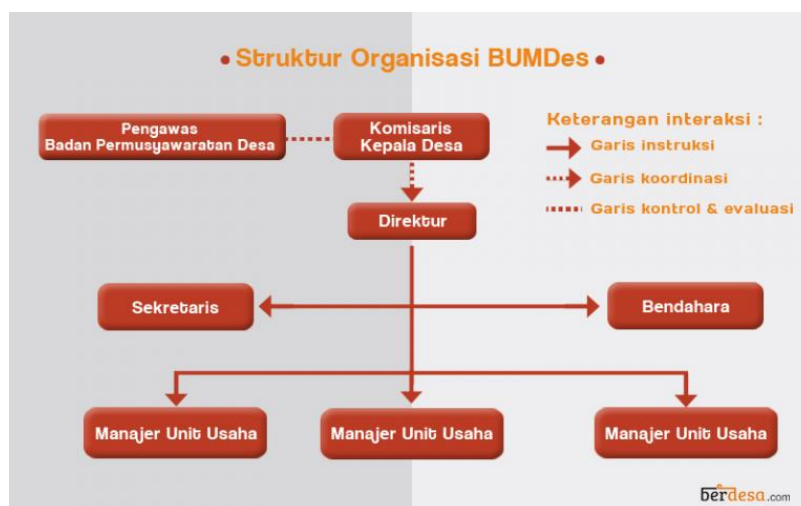 • Struktur Organisasi BUMDes •
Pengawas
Badan Permusyawaratan Desa
Komisaris
Kepala Desa
Keterangan interaksi :
Garis instruksi
Garis koordinasi
Garis kontrol & evaluasi
Direktur
Sekretaris
Bendahara
Manajer Unit Usaha
Manajer Unit Usaha
Manajer Unit Usaha
berdesa.com